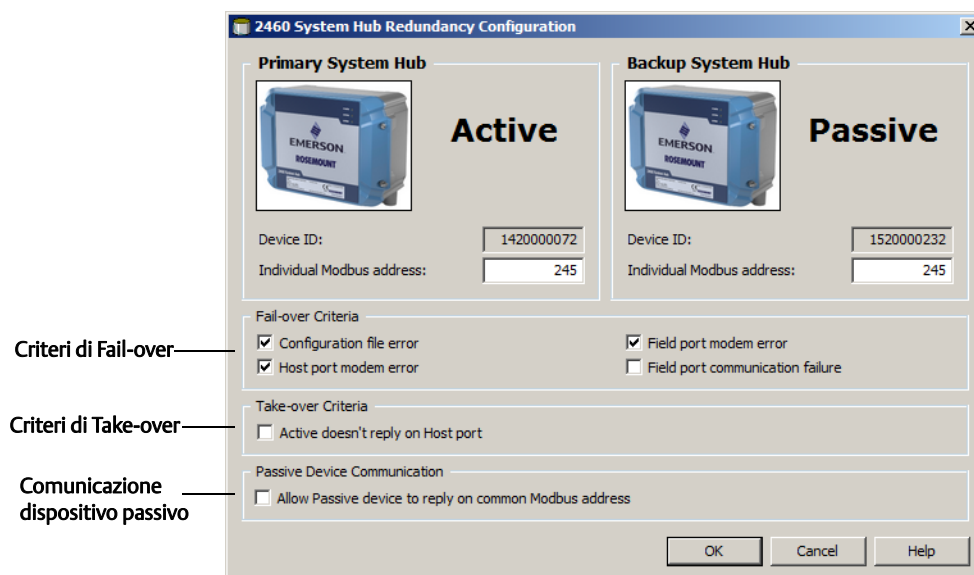 2460 System Hub Redundancy Configuration
Primary System Hub
EMERSON
ROSEMOUNT
Active
Device ID: 1420000072
Individual Modbus address: 245
Backup System Hub
EMERSON
ROSEMOUNT
Passive
Device ID: 1520000232
Individual Modbus address: 245
Criteri di Fail-over
Fail-over Criteria
Configuration file error
Field port modem error
Host port modem error
Field port communication failure
Criteri di Take-over
Take-over Criteria
Active doesn't reply on Host port
Comunicazione
dispositivo passivo
Passive Device Communication
Allow Passive device to reply on common Modbus address
OK
Cancel
Help